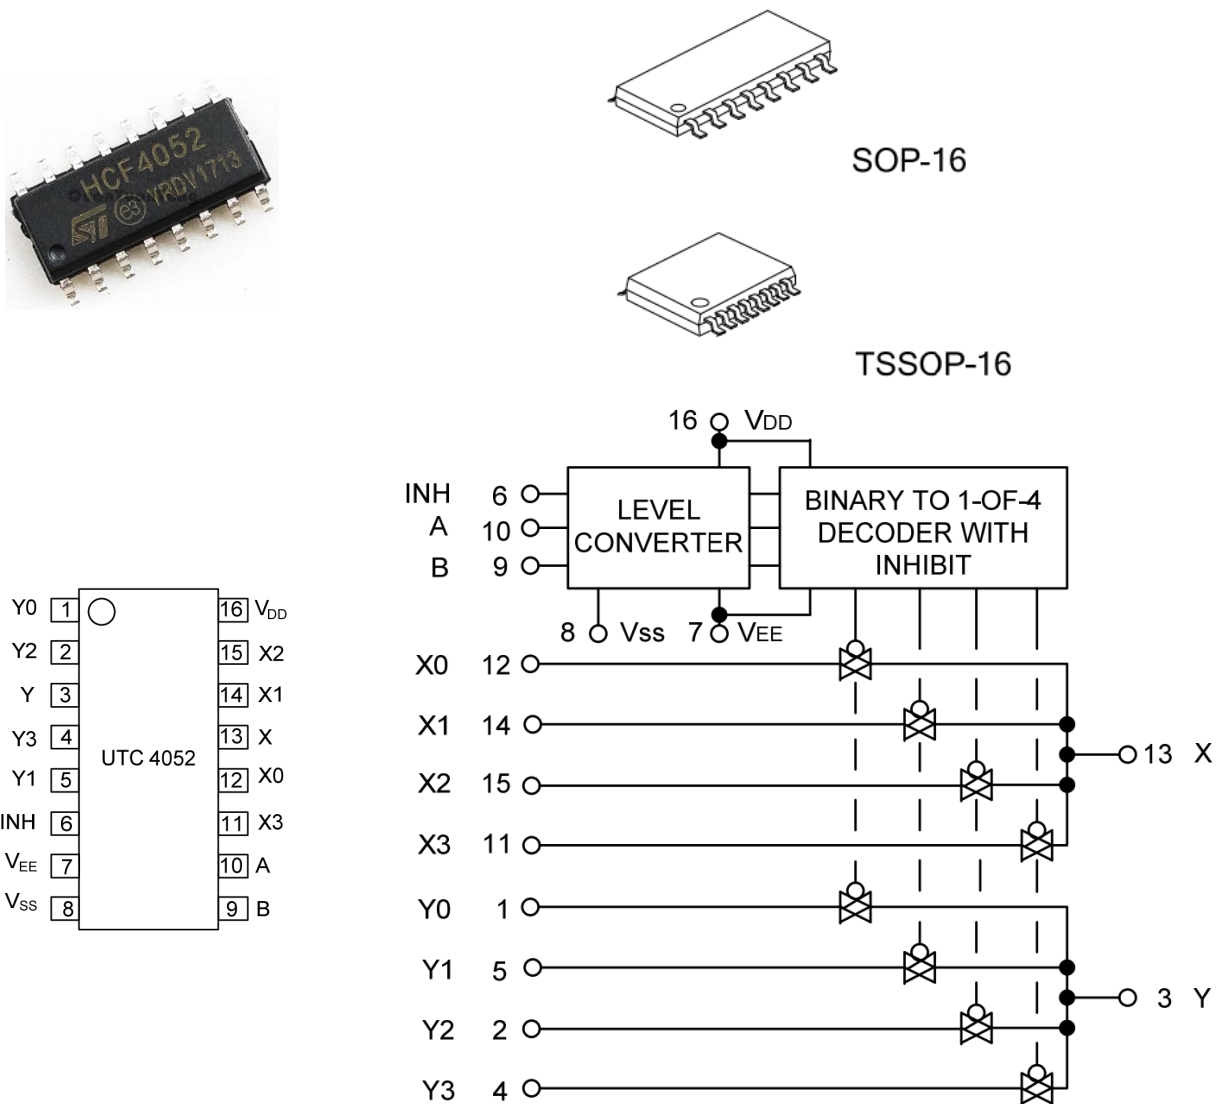 HCF4052
YRDV1713
ST
e3
SOP-16
TSSOP-16
Y0 1
Y2 2
Y 3
Y3 4
Y1 5
INH 6
VEE 7
VSS 8
UTC 4052
16 VDD
15 X2
14 X1
13 X
12 X0
11 X3
10 A
9 B
16 VDD
INH 6
A 10
B 9
LEVEL
CONVERTER
BINARY TO 1-OF-4
DECODER WITH
INHIBIT
8 Vss 7 VEE
X0 12
X1 14
X2 15
X3 11
13 X
Y0 1
Y1 5
Y2 2
Y3 4
3 Y